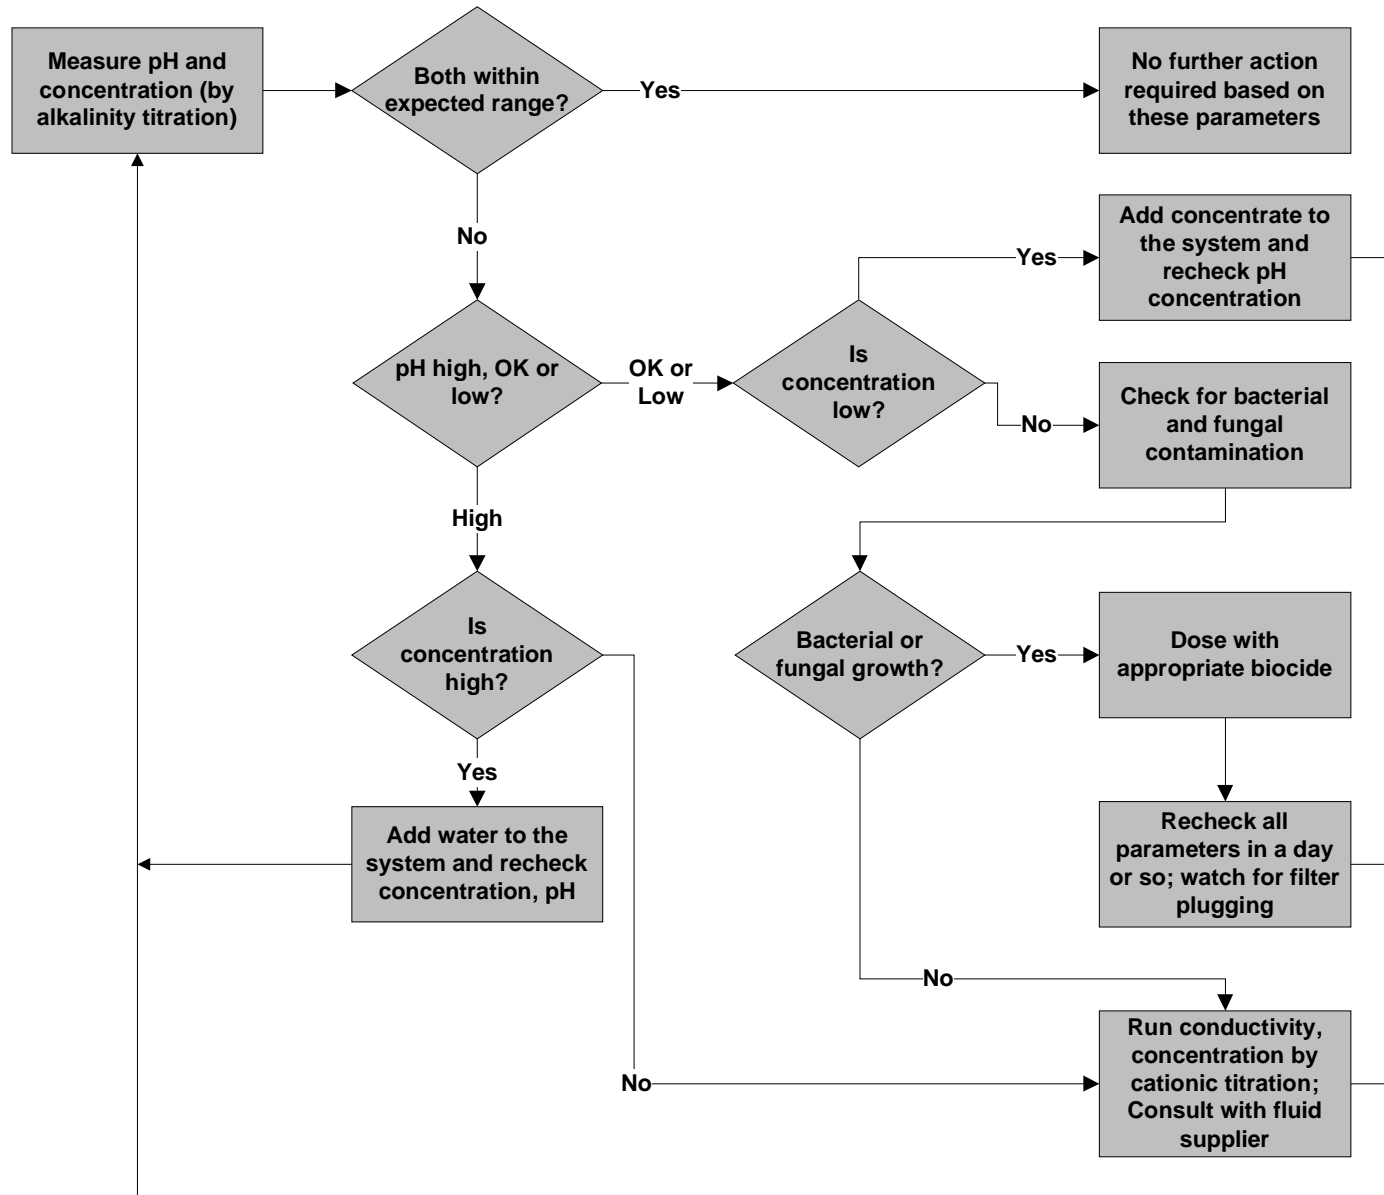 Measure pH and
concentration (by
alkalinity titration)
Both within
expected range?
Yes
No further action
required based on
these parameters
No
Add concentrate to
the system and
recheck pH
concentration
Yes
pH high, OK or
low?
OK or
Low
Is
concentration
low?
No
Check for bacterial
and fungal
contamination
High
Is
concentration
high?
Bacterial or
fungal growth?
Yes
Dose with
appropriate biocide
Yes
Add water to the
system and recheck
concentration, pH
Recheck all
parameters in a day
or so; watch for filter
plugging
No
No
Run conductivity,
concentration by
cationic titration;
Consult with fluid
supplier